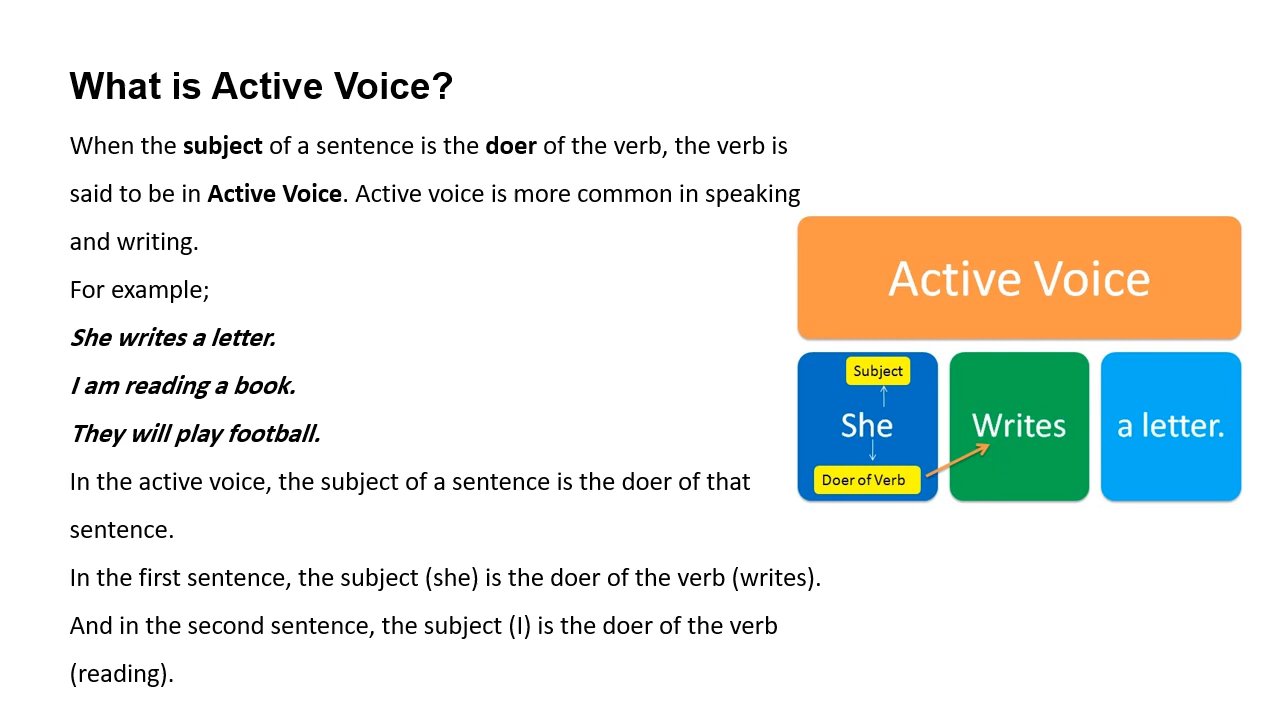 What is Active Voice?
When the subject of a sentence is the doer of the verb, the verb is
said to be in Active Voice. Active voice is more common in speaking
and writing.
For example;
She writes a letter.
I am reading a book.
They will play football.
In the active voice, the subject of a sentence is the doer of that
sentence.
In the first sentence, the subject (she) is the doer of the verb (writes).
And in the second sentence, the subject (I) is the doer of the verb
(reading).
Active Voice
Subject
She Writes a letter.
Doer of Verb